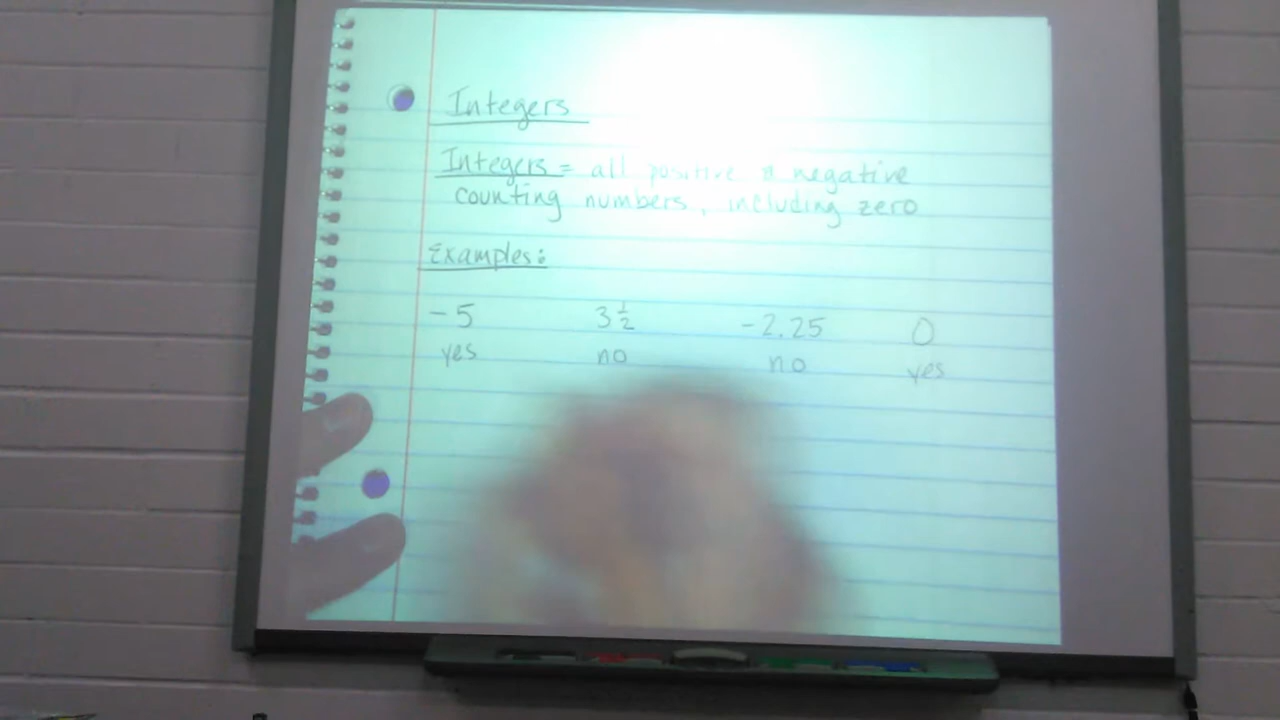 Integers
Integers = all positive & negative
counting numbers, including zero
Examples:
-5 3 1/2 -2.25 0
yes no no yes